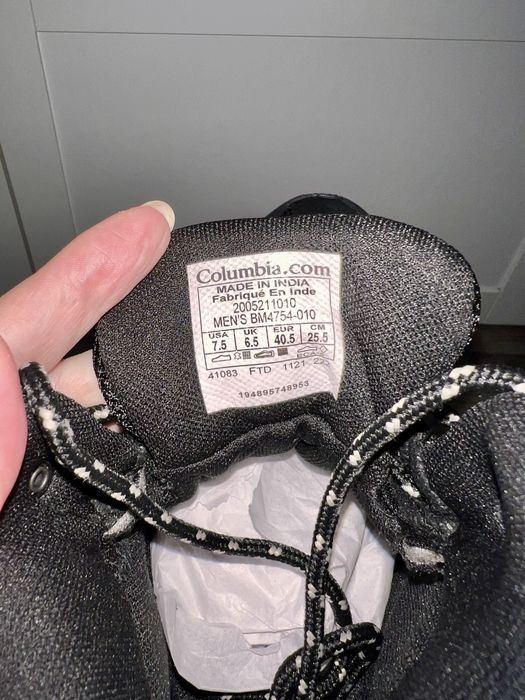 Columbia.com
MADE IN INDIA
Fabriqué En Inde
2005211010
MEN'S BM4754-010
USA UK EUR CM
7.5 6.5 40.5 25.5
41083 FTD 1121
194895748953